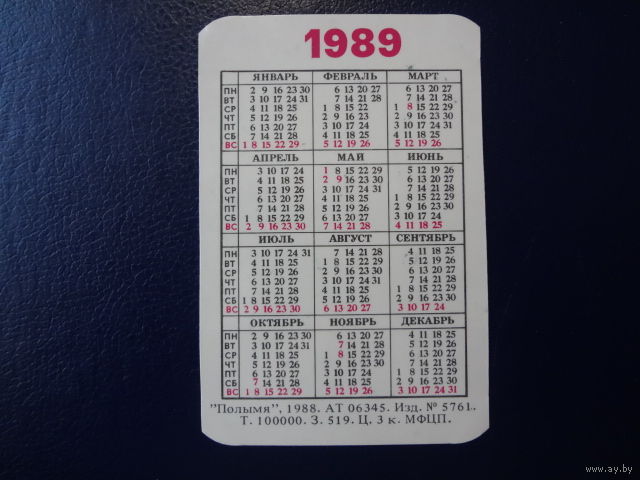 1989
ЯНВАРЬ ФЕВРАЛЬ МАРТ
ПН 2 9 16 23 30 6 13 20 27 6 13 20 27
ВТ 3 10 17 24 31 7 14 21 28 7 14 21 28
СР 4 11 18 25 1 8 15 22 1 8 15 22 29
ЧТ 5 12 19 26 2 9 16 23 2 9 16 23 30
ПТ 6 13 20 27 3 10 17 24 3 10 17 24 31
СБ 7 14 21 28 4 11 18 25 4 11 18 25
ВС 1 8 15 22 29 5 12 19 26 5 12 19 26
АПРЕЛЬ МАЙ ИЮНЬ
ПН 3 10 17 24 1 8 15 22 29 5 12 19 26
ВТ 4 11 18 25 2 9 16 23 30 6 13 20 27
СР 5 12 19 26 3 10 17 24 31 7 14 21 28
ЧТ 6 13 20 27 4 11 18 25 1 8 15 22 29
ПТ 7 14 21 28 5 12 19 26 2 9 16 23 30
СБ 1 8 15 22 29 6 13 20 27 3 10 17 24
ВС 2 9 16 23 30 7 14 21 28 4 11 18 25
ИЮЛЬ АВГУСТ СЕНТЯБРЬ
ПН 3 10 17 24 31 7 14 21 28 4 11 18 25
ВТ 4 11 18 25 1 8 15 22 29 5 12 19 26
СР 5 12 19 26 2 9 16 23 30 6 13 20 27
ЧТ 6 13 20 27 3 10 17 24 31 7 14 21 28
ПТ 7 14 21 28 4 11 18 25 1 8 15 22 29
СБ 1 8 15 22 29 5 12 19 26 2 9 16 23 30
ВС 2 9 16 23 30 6 13 20 27 3 10 17 24
ОКТЯБРЬ НОЯБРЬ ДЕКАБРЬ
ПН 2 9 16 23 30 6 13 20 27 4 11 18 25
ВТ 3 10 17 24 31 7 14 21 28 5 12 19 26
СР 4 11 18 25 1 8 15 22 29 6 13 20 27
ЧТ 5 12 19 26 2 9 16 23 30 7 14 21 28
ПТ 6 13 20 27 3 10 17 24 1 8 15 22 29
СБ 7 14 21 28 4 11 18 25 2 9 16 23 30
ВС 1 8 15 22 29 5 12 19 26 3 10 17 24 31
"Полымя", 1988. АТ 06345. Изд. № 5761.
Т. 100000. З. 519. Ц. 3 к. МФЦП.
www.ay.by